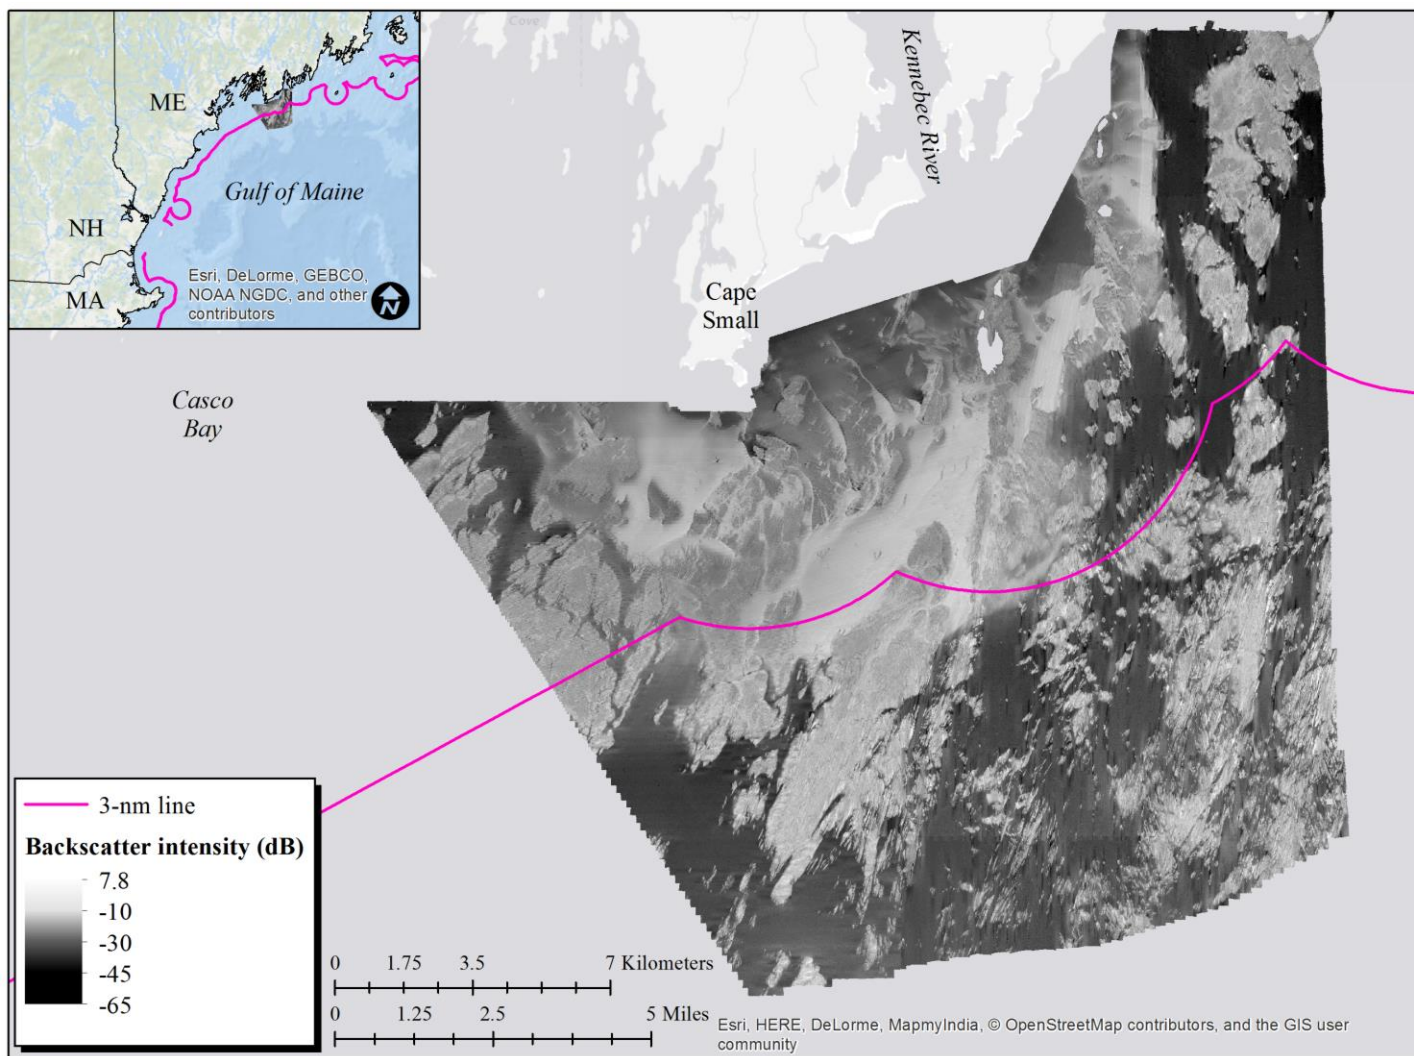 Cove
Kennebec River
ME
Gulf of Maine
NH
MA
Esri, DeLorme, GEBCO,
NOAA NGDC, and other
contributors
N
Cape
Small
Casco
Bay
3-nm line
Backscatter intensity (dB)
7.8
-10
-30
-45
-65
0 1.75 3.5 7 Kilometers
0 1.25 2.5 5 Miles
Esri, HERE, DeLorme, MapmyIndia, © OpenStreetMap contributors, and the GIS user
community